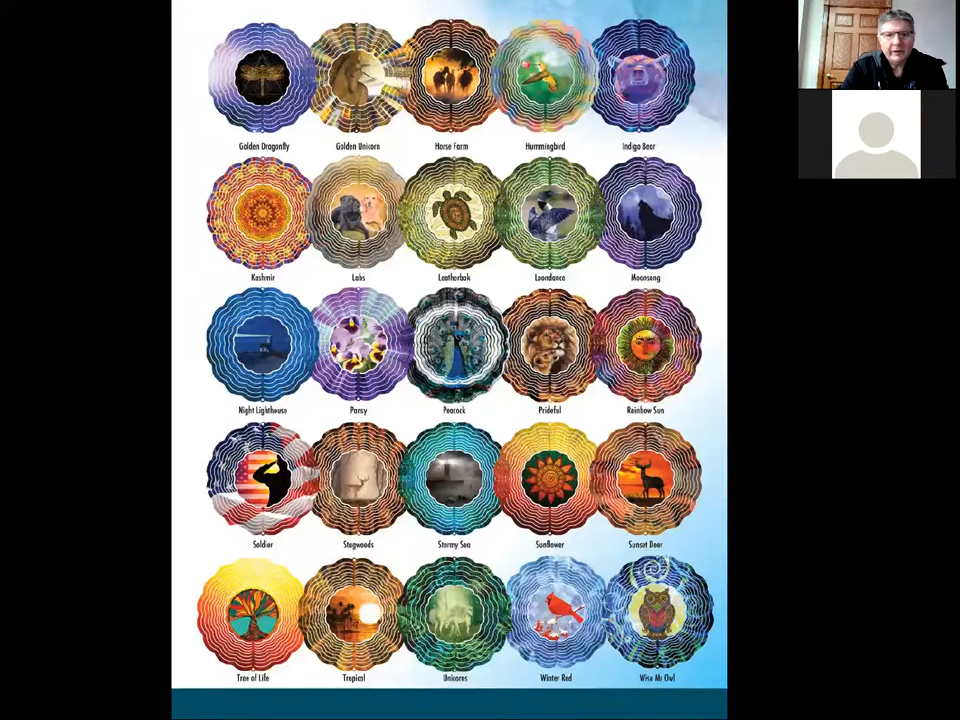 Golden Dragonfly
Golden Unicorn
Horse Farm
Hummingbird
Indigo Bear
Kashmir
Labs
Leatherbak
Loondance
Moonsong
Night Lighthouse
Pansy
Peacock
Prideful
Rainbow Sun
Soldier
Stagwoods
Stormy Sea
Sunflower
Sunset Deer
Tree of Life
Tropical
Unicorns
Winter Red
Wise Mr Owl